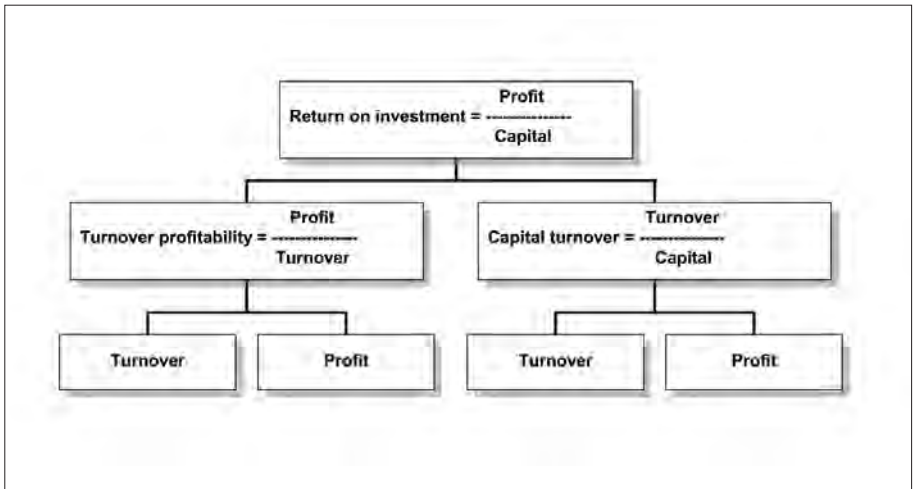 Profit
Return on investment = ----------------
Capital
Profit
Turnover profitability = ----------------
Turnover
Turnover
Capital turnover = ----------------
Capital
Turnover
Profit
Turnover
Profit